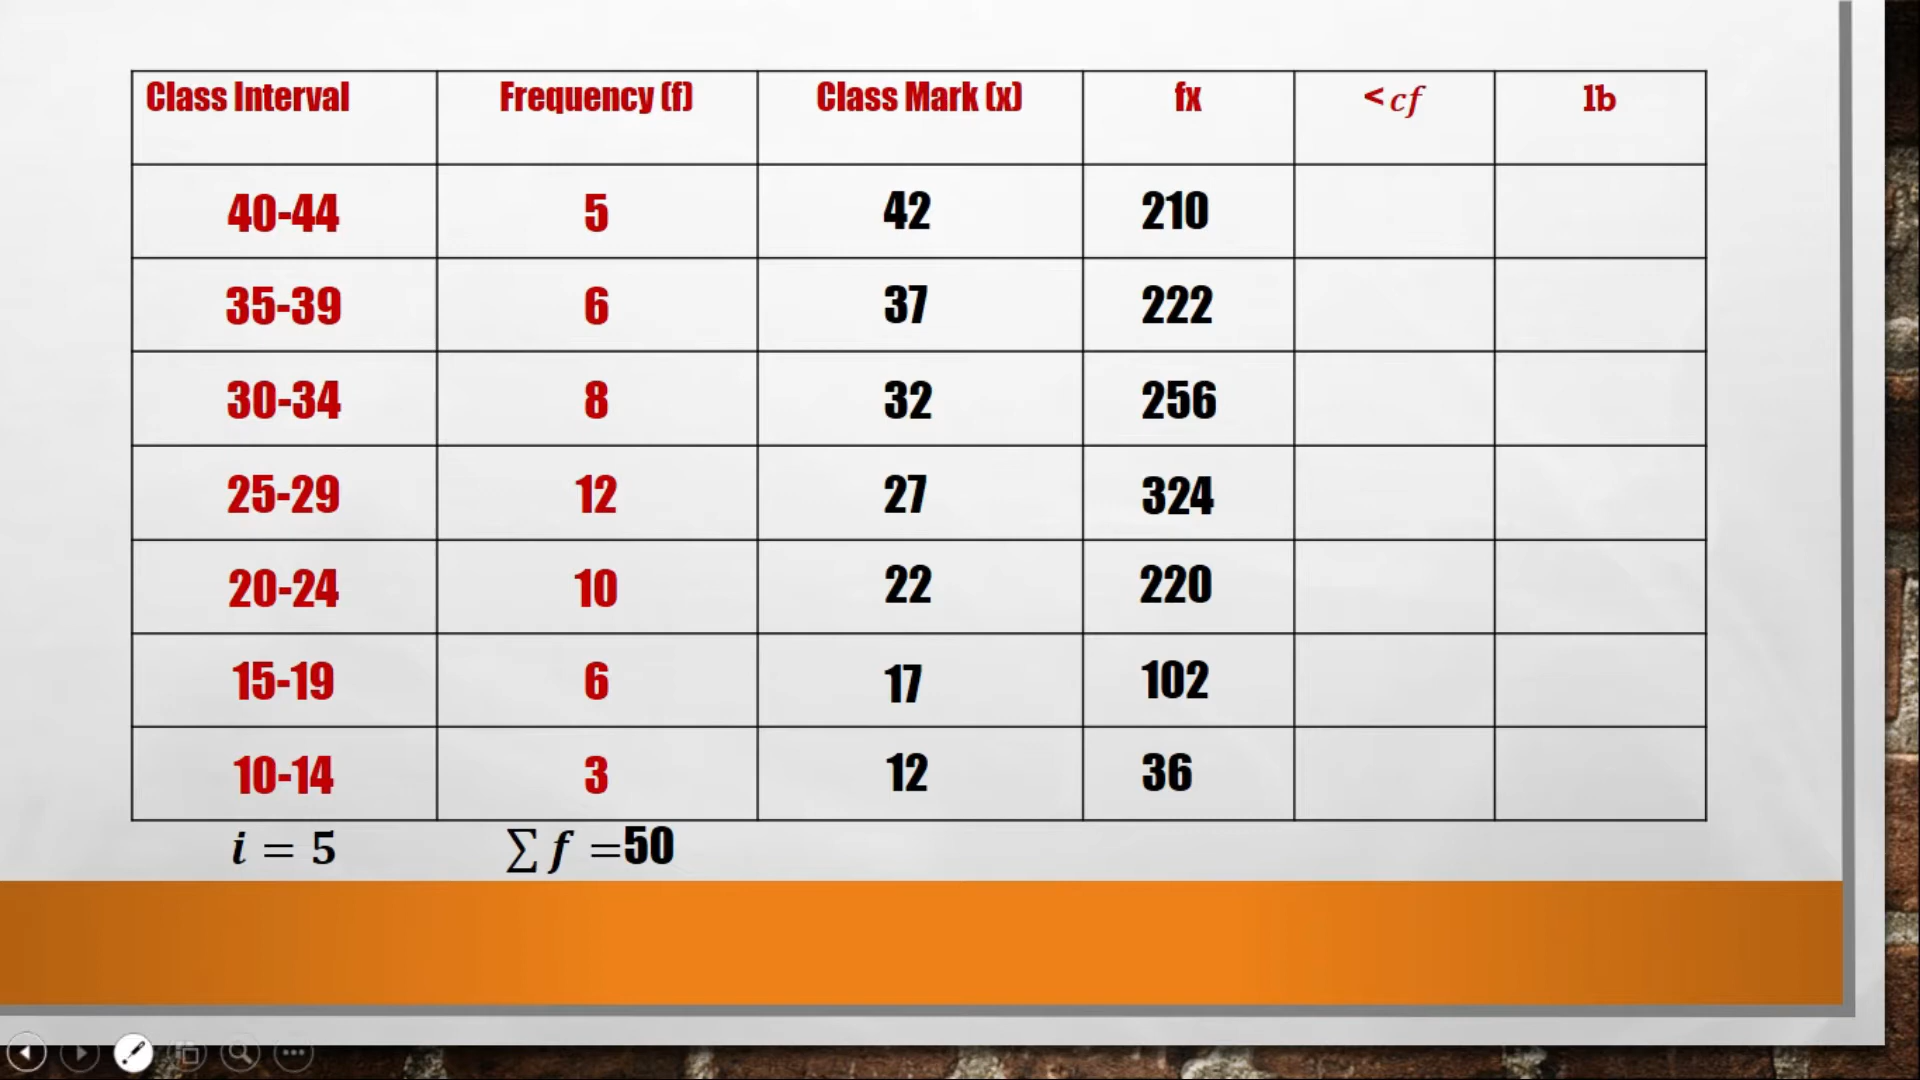 Class Interval Frequency (f) Class Mark (x) fx < cf lb
40-44 5 42 210
35-39 6 37 222
30-34 8 32 256
25-29 12 27 324
20-24 10 22 220
15-19 6 17 102
10-14 3 12 36
i = 5 ∑ f =50